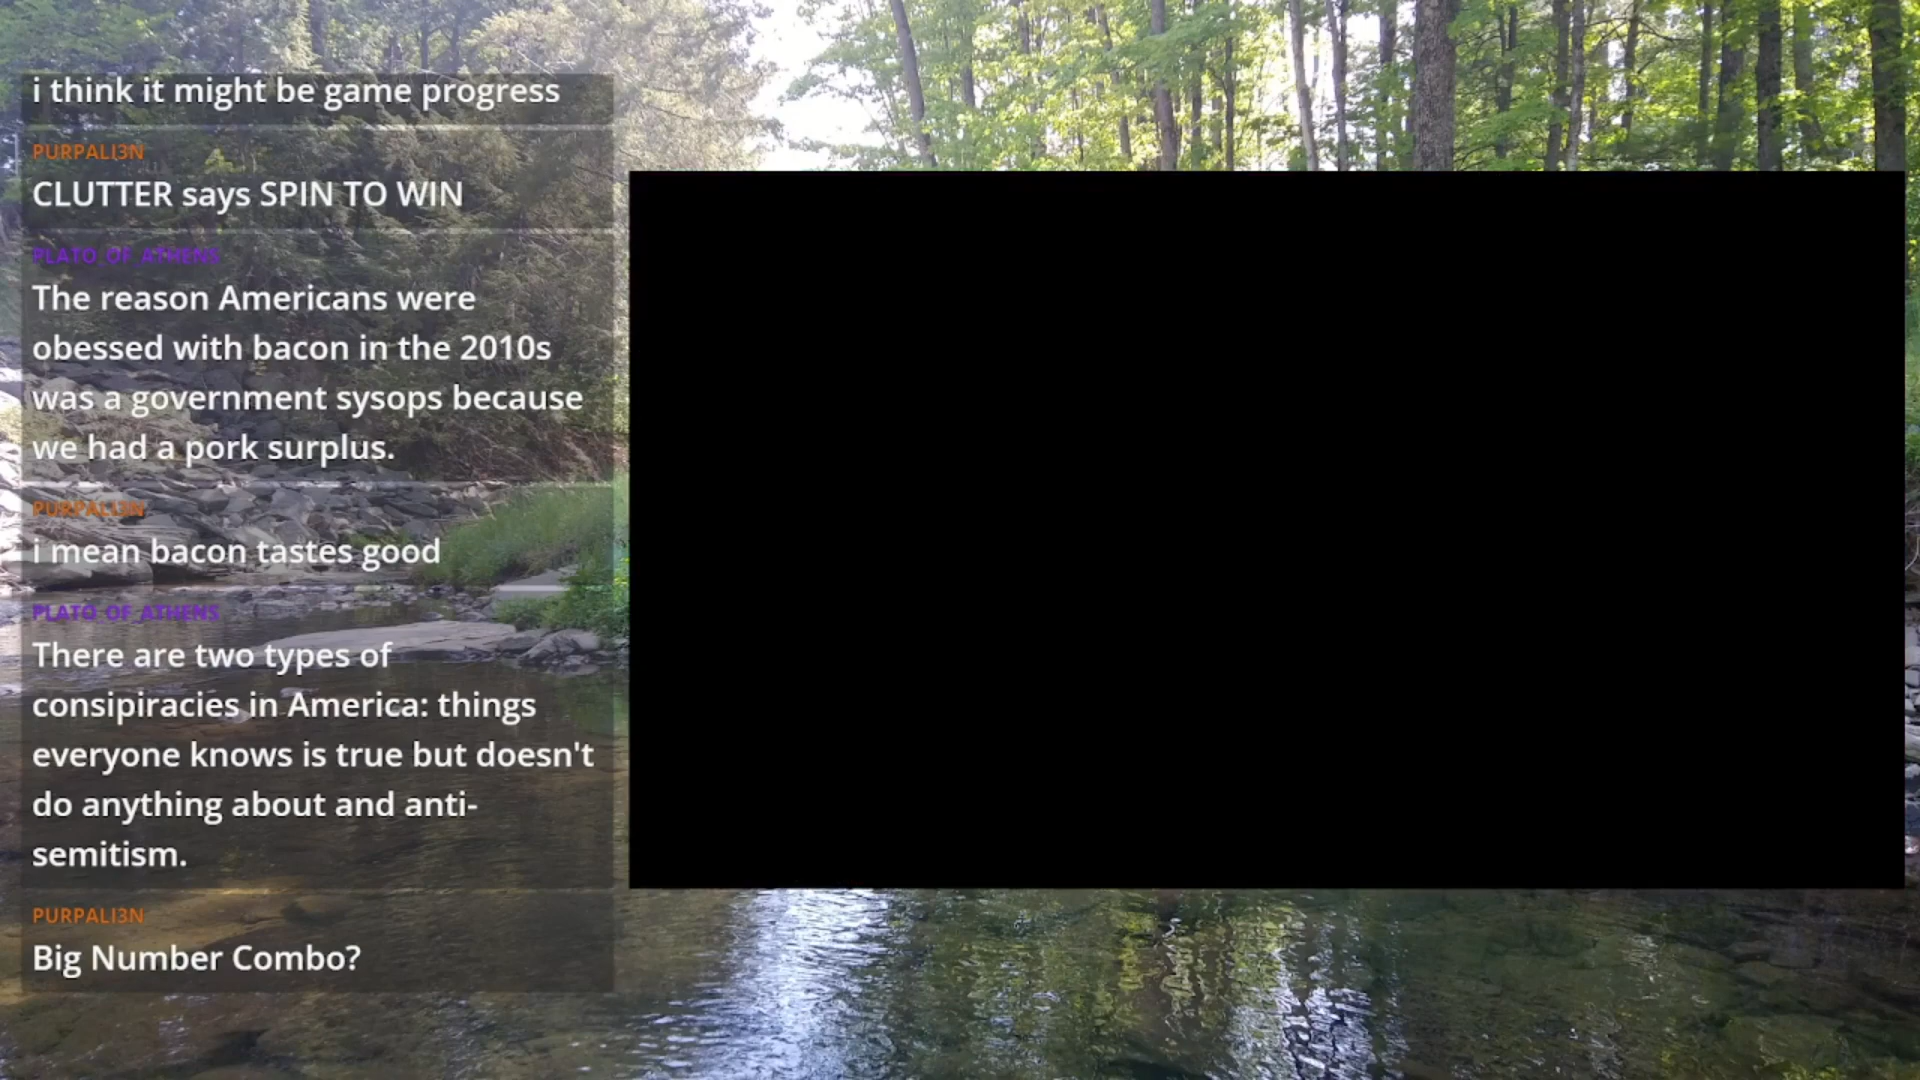 i think it might be game progress
PURPALI3N
CLUTTER says SPIN TO WIN
PLATO_OF_ATHENS
The reason Americans were
obessed with bacon in the 2010s
was a government sysops because
we had a pork surplus.
PURPALI3N
i mean bacon tastes good
PLATO_OF_ATHENS
There are two types of
consipiracies in America: things
everyone knows is true but doesn't
do anything about and anti-
semitism.
PURPALI3N
Big Number Combo?